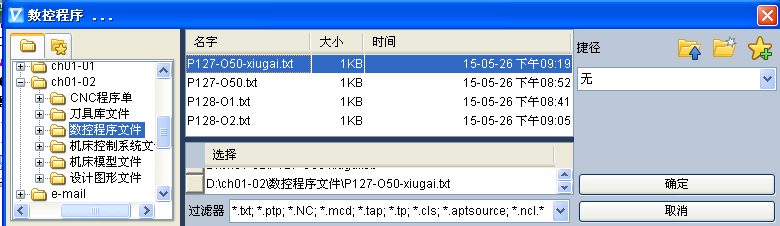 数控程序 ...
名字 大小 时间
捷径
ch01-01
P127-O50-xiugai.txt 1KB 15-05-26 下午09:19
ch01-02
无
CNC程序单
P127-O50.txt 1KB 15-05-26 下午08:52
刀具库文件
P128-O1.txt 1KB 15-05-26 下午08:41
数控程序文件
P128-O2.txt 1KB 15-05-26 下午09:05
机床控制系统文
选择
机床模型文件
设计图形文件
D:\ch01-02\数控程序文件\P127-O50-xiugai.txt
确定
e-mail
过滤器 *.txt; *.ptp; *.NC; *.mcd; *.tap; *.tp; *.cls; *.aptsource; *.ncl.*
取消